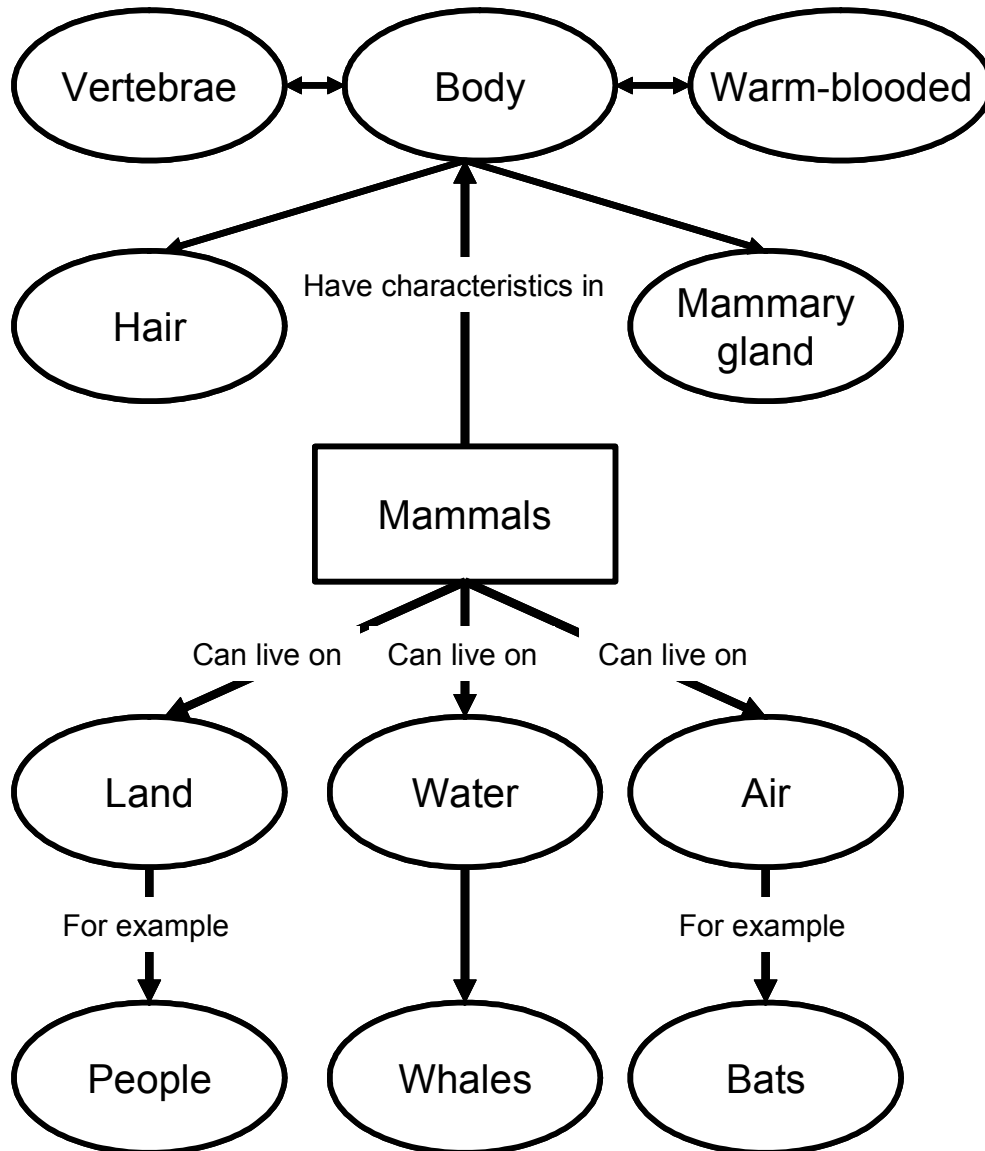 Vertebrae
Body
Warm-blooded
Hair
Have characteristics in
Mammary
gland
Mammals
Can live on
Can live on
Can live on
Land
Water
Air
For example
For example
People
Whales
Bats